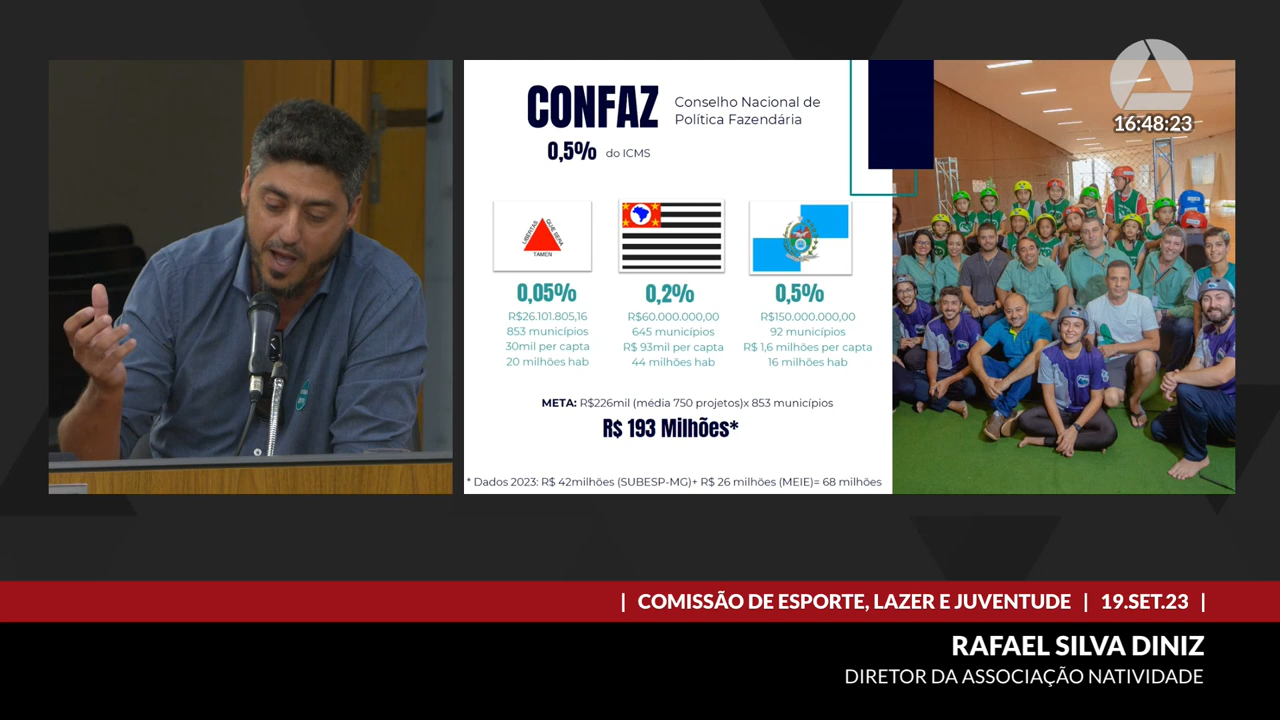 16:48:23
CONFAZ
Conselho Nacional de
Política Fazendária
0,5% do ICMS
LIBERTAS QUE SERA
TAMEN
0,05%
R$26.101.805,16
853 municípios
30mil per capta
20 milhões hab
0,2%
R$60.000.000,00
645 municípios
R$ 93mil per capta
44 milhões hab
0,5%
R$150.000.000,00
92 municípios
R$ 1,6 milhões per capta
16 milhões hab
META: R$226mil (média 750 projetos)x 853 municípios
R$ 193 Milhões*
* Dados 2023: R$ 42milhões (SUBESP-MG)+ R$ 26 milhões (MEIE)= 68 milhões
| COMISSÃO DE ESPORTE, LAZER E JUVENTUDE | 19.SET.23 |
RAFAEL SILVA DINIZ
DIRETOR DA ASSOCIAÇÃO NATIVIDADE